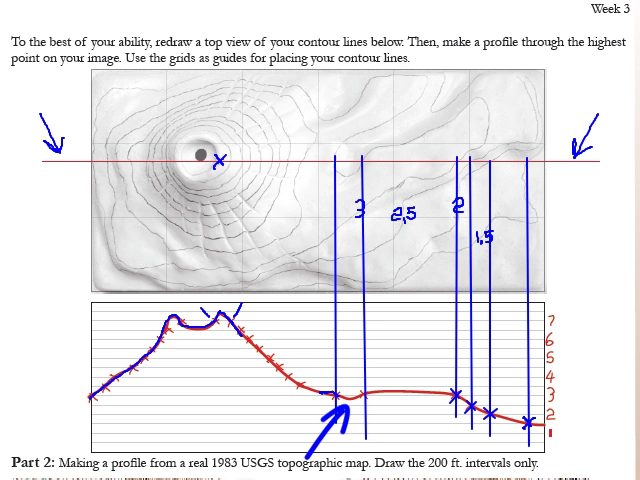 Week 3
To the best of your ability, redraw a top view of your contour lines below. Then, make a profile through the highest
point on your image. Use the grids as guides for placing your contour lines.
x
3
2,5
2
1,5
7
6
5
4
3
2
1
Part 2: Making a profile from a real 1983 USGS topographic map. Draw the 200 ft. intervals only.